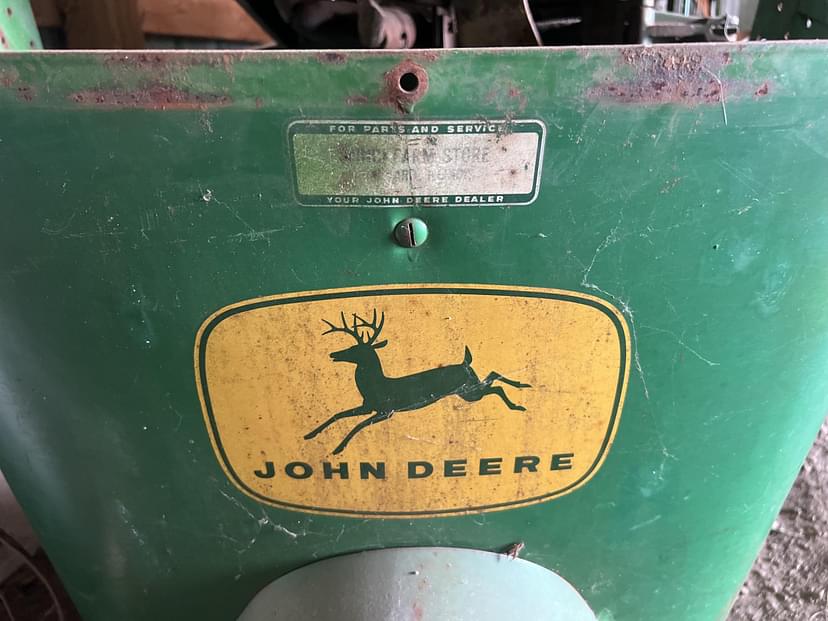 FOR PARTS AND SERVICE
FARM STORE
YOUR JOHN DEERE DEALER
JOHN DEERE